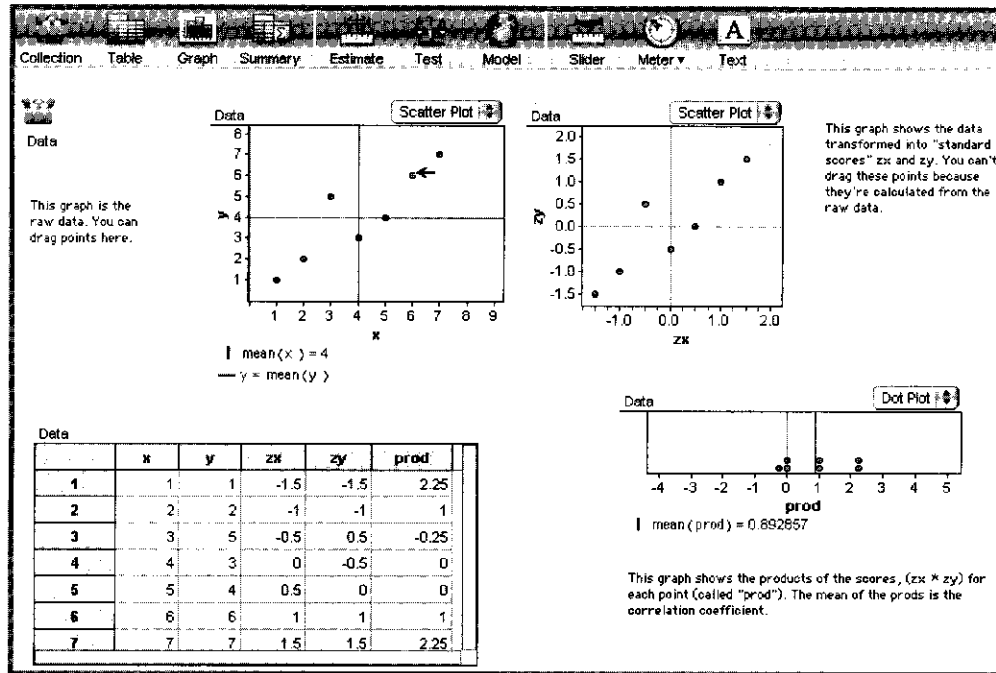 Collection Table Graph Summary Estimate Test Model Slider Meter ▾ Text
A
Data
This graph is the
raw data. You can
drag points here.
Data
Scatter Plot
8
7
6
5
4
3
2
1
y
1 2 3 4 5 6 7 8 9
x
mean(x ) = 4
y = mean(y )
Data
Scatter Plot
2.0
1.5
1.0
0.5
0.0
-0.5
-1.0
-1.5
zy
-1.0 0.0 1.0 2.0
zx
This graph shows the data
transformed into "standard
scores" zx and zy. You can't
drag these points because
they're calculated from the
raw data.
Data
x y zx zy prod
1 1 1 -1.5 -1.5 2.25
2 2 2 -1 -1 1
3 3 5 -0.5 0.5 -0.25
4 4 3 0 -0.5 0
5 5 4 0.5 0 0
6 6 6 1 1 1
7 7 7 1.5 1.5 2.25
Data
Dot Plot
-4 -3 -2 -1 0 1 2 3 4 5
prod
mean(prod) = 0.892857
This graph shows the products of the scores, (zx * zy) for
each point (called "prod"). The mean of the prods is the
correlation coefficient.